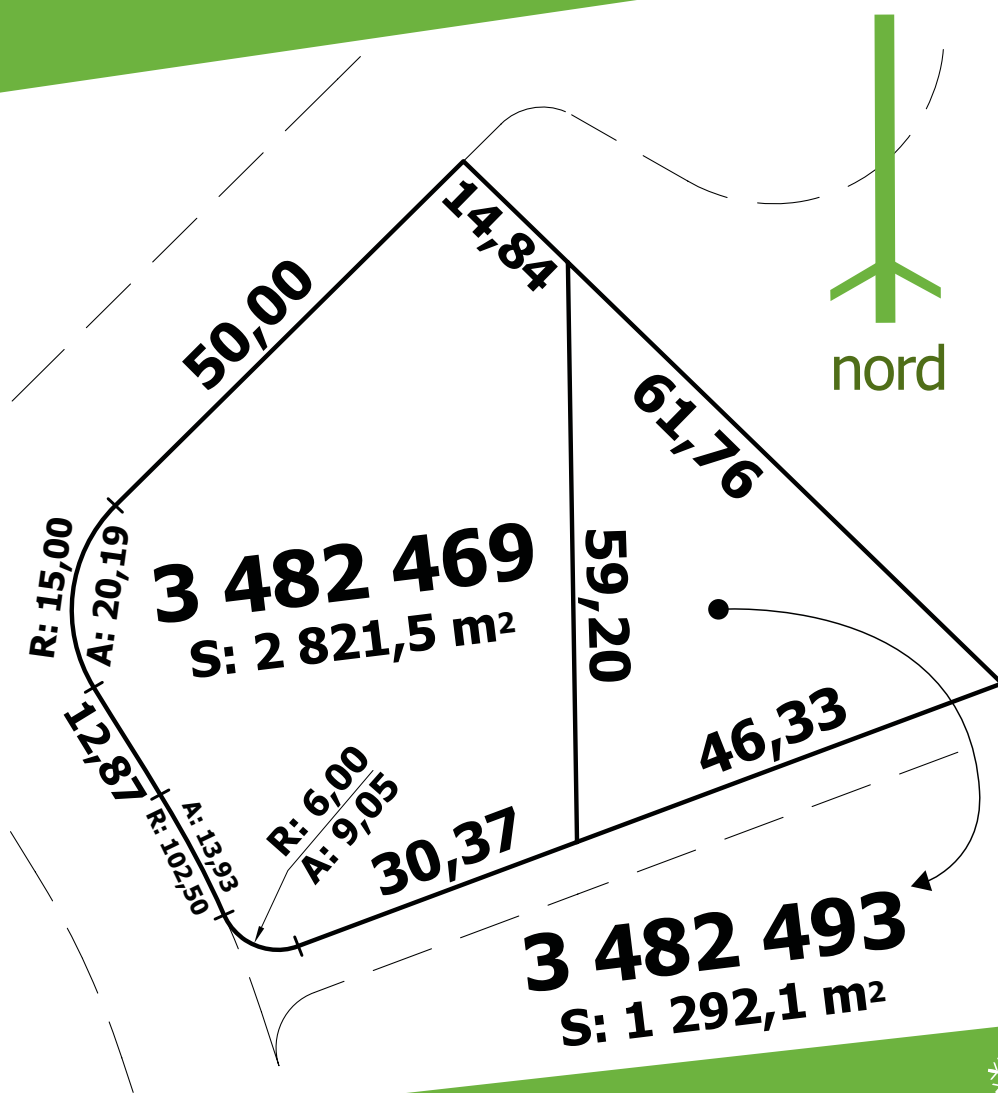 nord
14,84
50,00
61,76
R: 15,00
A: 20,19
3 482 469
S: 2 821,5 m²
59,20
12,87
46,33
R: 6,00
A: 9,05
A: 13,93
R: 102,50
30,37
3 482 493
S: 1 292,1 m²